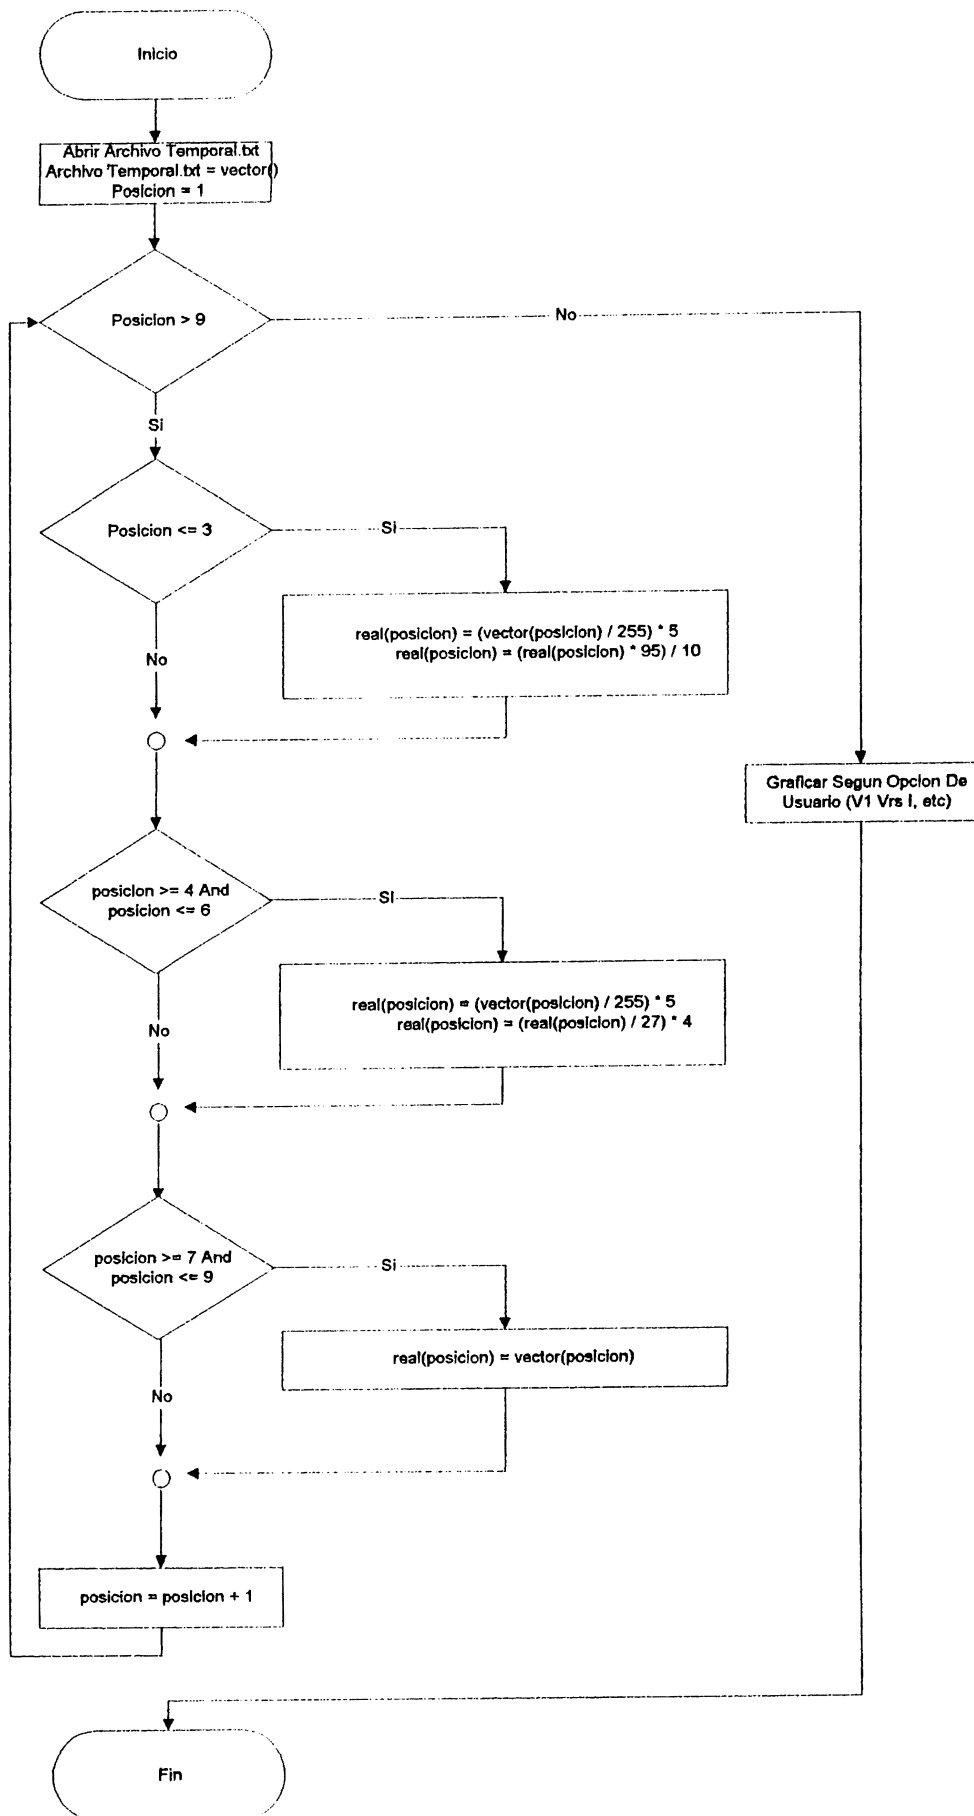 Inicio
Abrir Archivo Temporal.txt
Archivo Temporal.txt = vector()
Posicion = 1
Posicion > 9
No
Si
Posicion <= 3
Si
real(posicion) = (vector(posicion) / 255) * 5
real(posicion) = (real(posicion) * 95) / 10
No
Graficar Segun Opcion De
Usuario (V1 Vrs I, etc)
posicion >= 4 And
posicion <= 6
Si
real(posicion) = (vector(posicion) / 255) * 5
real(posicion) = (real(posicion) / 27) * 4
No
posicion >= 7 And
posicion <= 9
Si
real(posicion) = vector(posicion)
No
posicion = posicion + 1
Fin